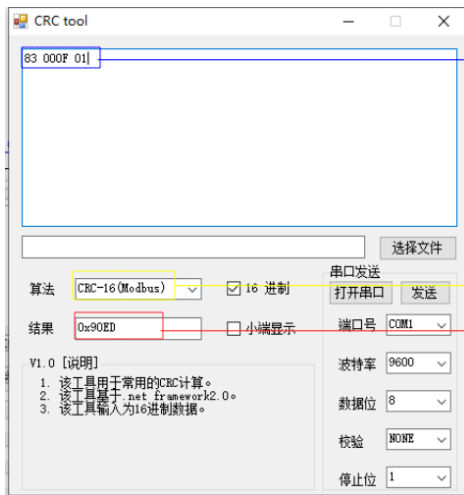 CRC tool
83 000F 01
选择文件
算法 CRC-16(Modbus) 16 进制
结果 0x90ED 小端显示
串口发送
打开串口 发送
端口号 COM1
波特率 9600
数据位 8
校验 NONE
停止位 1
V1.0 [说明]
1. 该工具用于常用的CRC计算。
2. 该工具基于.net framework2.0。
3. 该工具输入为16进制数据。